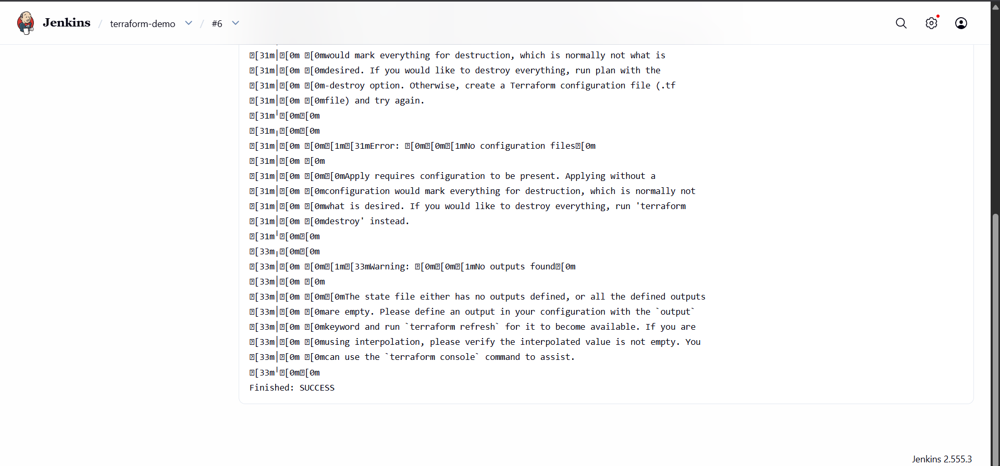 Jenkins / terraform-demo / #6
␛[31m│␛[0m ␛[0mwould mark everything for destruction, which is normally not what is
␛[31m│␛[0m ␛[0mdesired. If you would like to destroy everything, run plan with the
␛[31m│␛[0m ␛[0m-destroy option. Otherwise, create a Terraform configuration file (.tf
␛[31m│␛[0m ␛[0mfile) and try again.
␛[31m╵␛[0m␛[0m
␛[31m╷␛[0m␛[0m
␛[31m│␛[0m ␛[0m␛[1m␛[31mError: ␛[0m␛[0m␛[1mNo configuration files␛[0m
␛[31m│␛[0m ␛[0m
␛[31m│␛[0m ␛[0m␛[0mApply requires configuration to be present. Applying without a
␛[31m│␛[0m ␛[0mconfiguration would mark everything for destruction, which is normally not
␛[31m│␛[0m ␛[0mwhat is desired. If you would like to destroy everything, run 'terraform
␛[31m│␛[0m ␛[0mdestroy' instead.
␛[31m╵␛[0m␛[0m
␛[33m╷␛[0m␛[0m
␛[33m│␛[0m ␛[0m␛[1m␛[33mWarning: ␛[0m␛[0m␛[1mNo outputs found␛[0m
␛[33m│␛[0m ␛[0m
␛[33m│␛[0m ␛[0m␛[0mThe state file either has no outputs defined, or all the defined outputs
␛[33m│␛[0m ␛[0mare empty. Please define an output in your configuration with the `output`
␛[33m│␛[0m ␛[0mkeyword and run `terraform refresh` for it to become available. If you are
␛[33m│␛[0m ␛[0musing interpolation, please verify the interpolated value is not empty. You
␛[33m│␛[0m ␛[0mcan use the `terraform console` command to assist.
␛[33m╵␛[0m␛[0m
Finished: SUCCESS
Jenkins 2.555.3